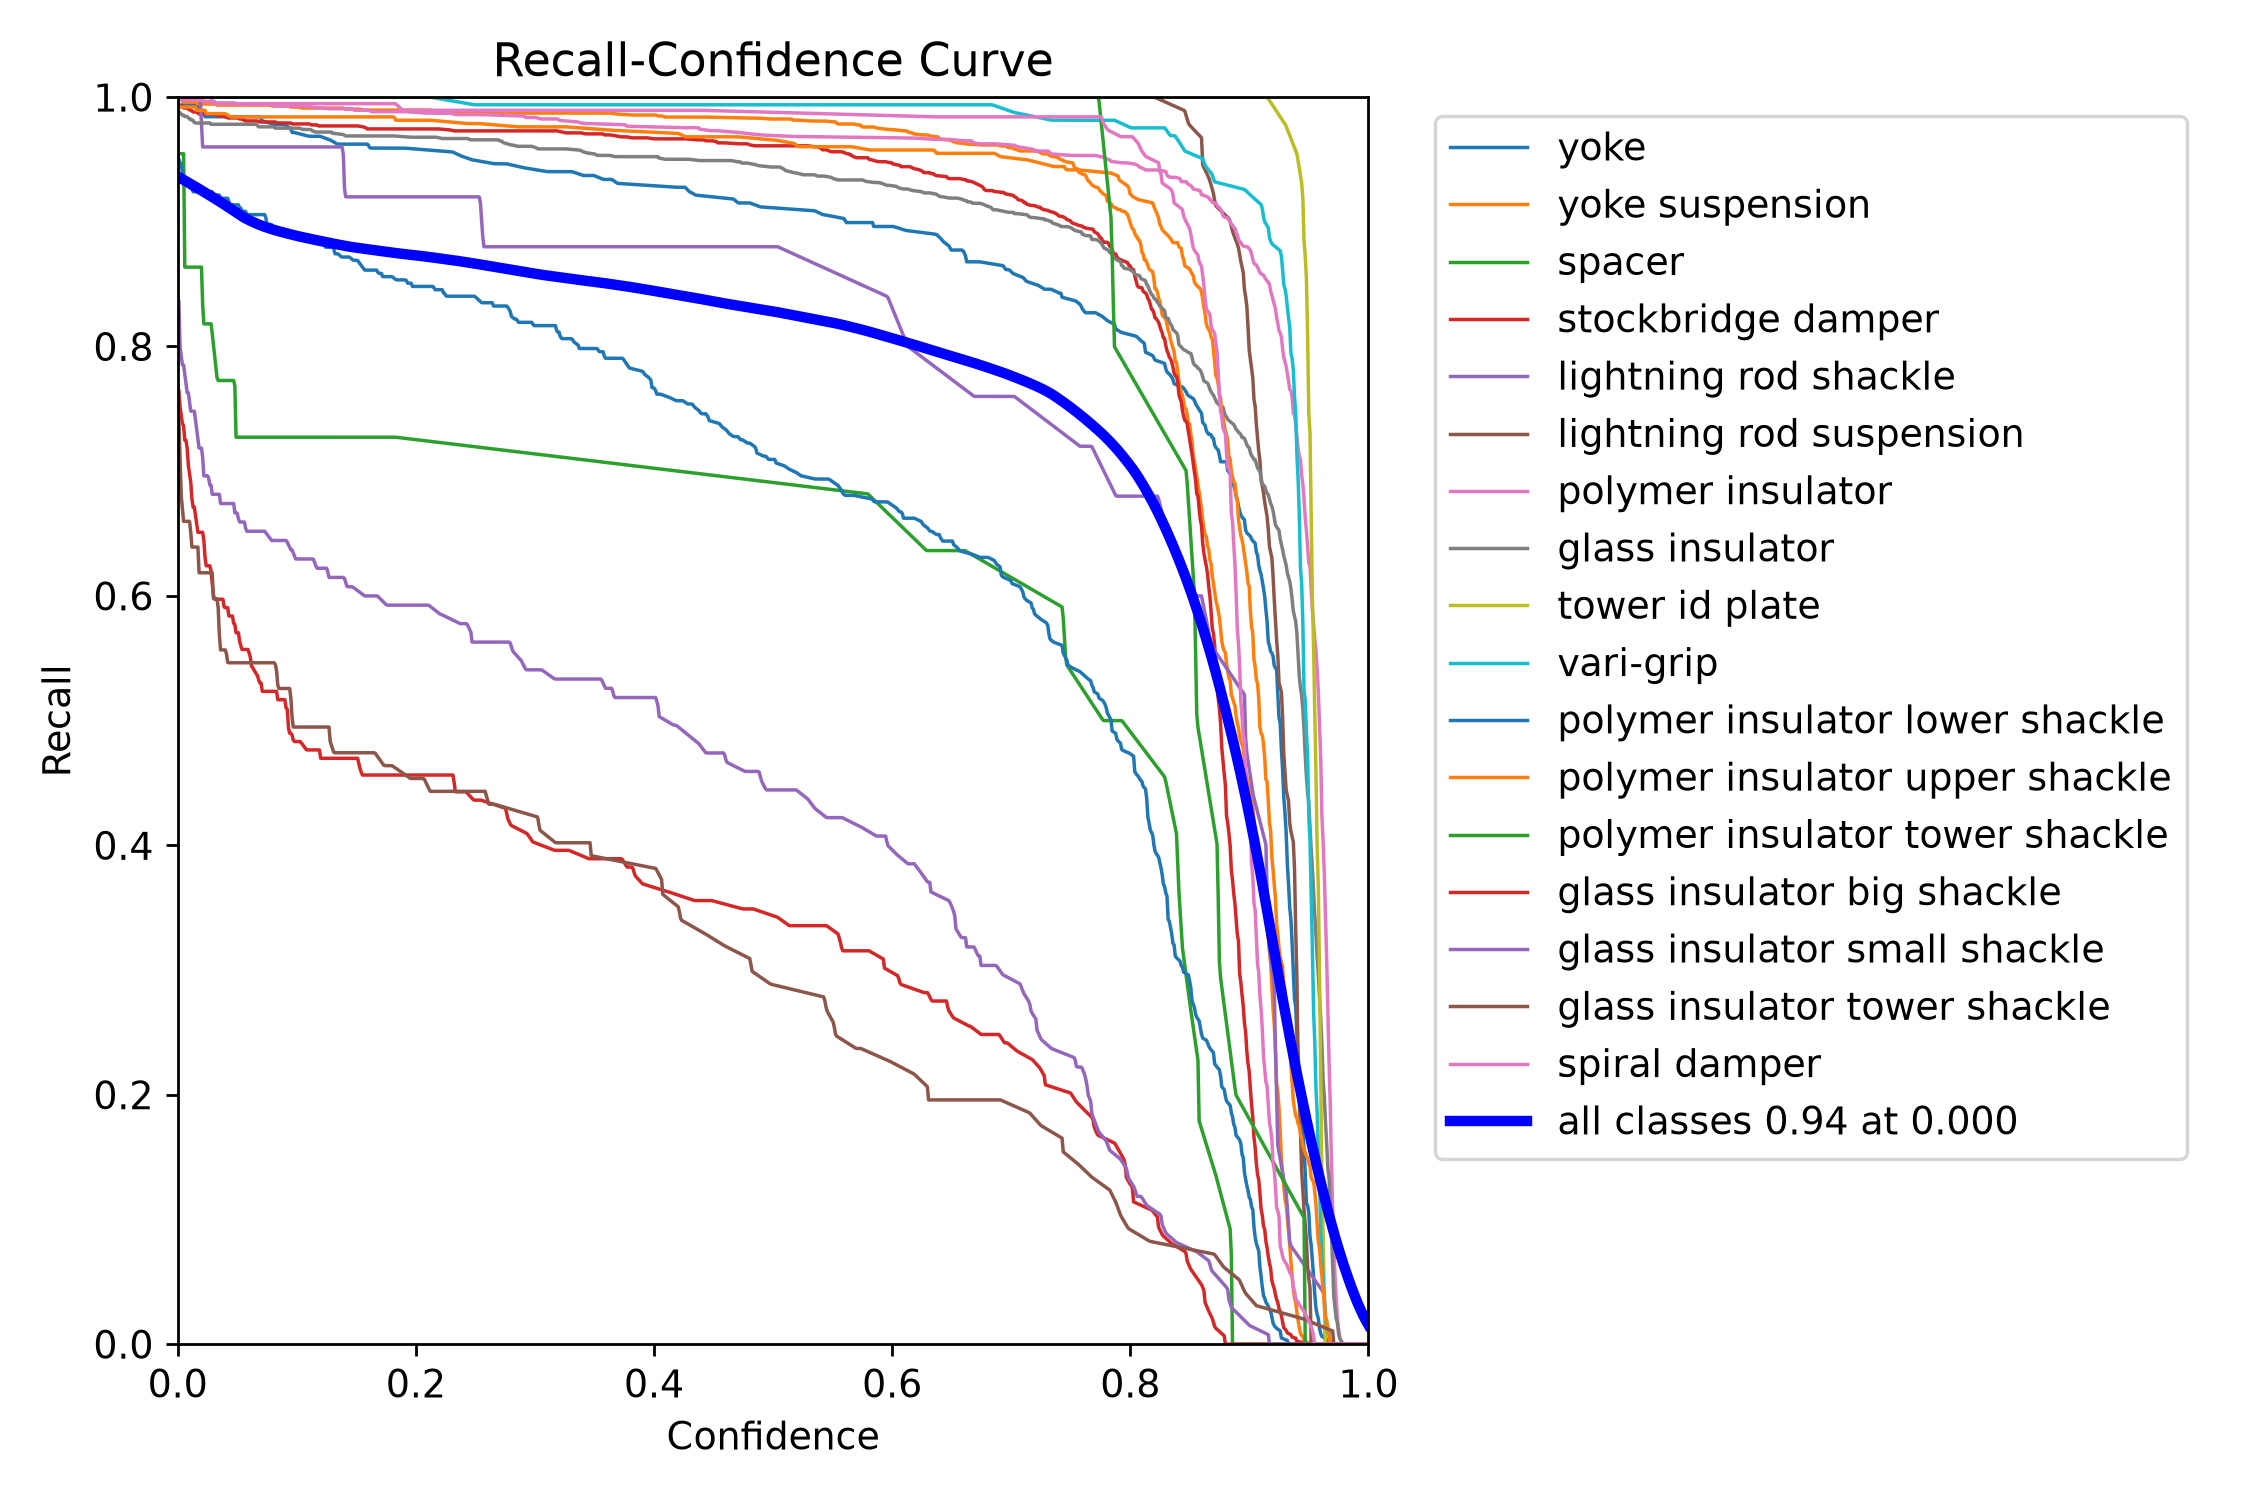 Recall-Confidence Curve
1.0
0.8
0.6
0.4
0.2
0.0
Recall
0.0 0.2 0.4 0.6 0.8 1.0
Confidence
yoke
yoke suspension
spacer
stockbridge damper
lightning rod shackle
lightning rod suspension
polymer insulator
glass insulator
tower id plate
vari-grip
polymer insulator lower shackle
polymer insulator upper shackle
polymer insulator tower shackle
glass insulator big shackle
glass insulator small shackle
glass insulator tower shackle
spiral damper
all classes 0.94 at 0.000